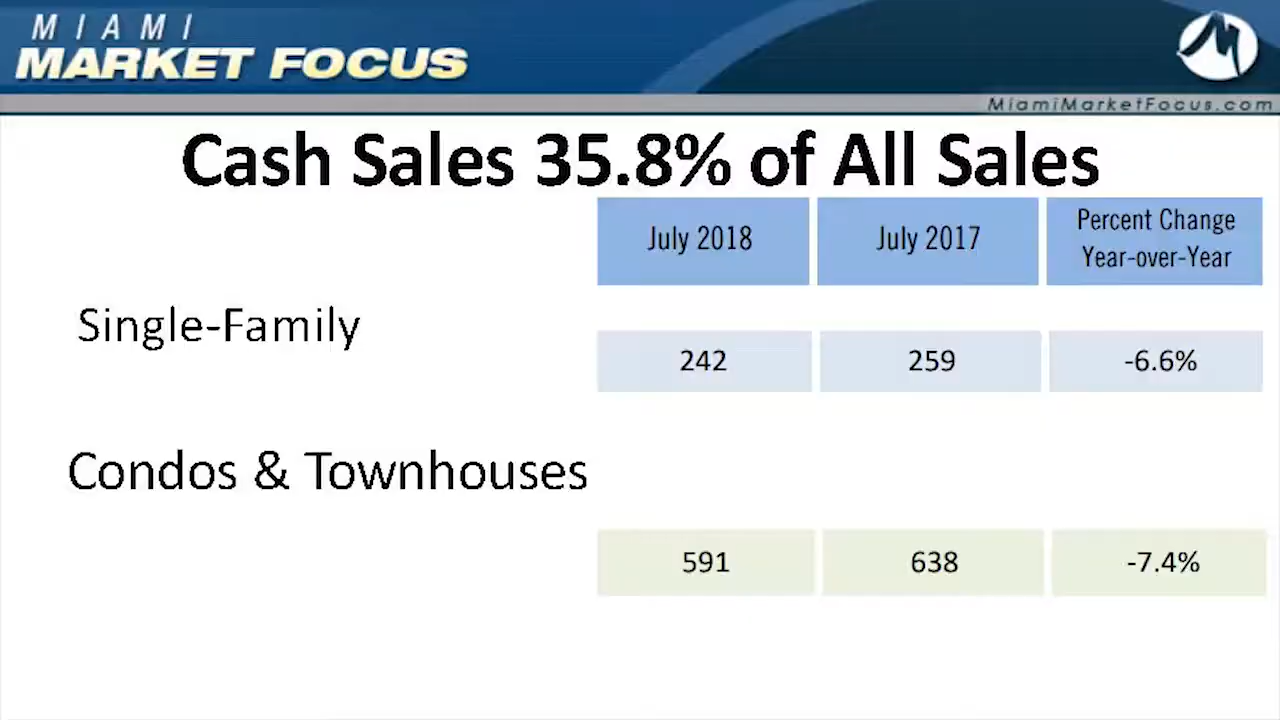 MIAMI
MARKET FOCUS
MiamiMarketFocus.com
Cash Sales 35.8% of All Sales
July 2018 July 2017 Percent Change
Year-over-Year
Single-Family
242 259 -6.6%
Condos & Townhouses
591 638 -7.4%